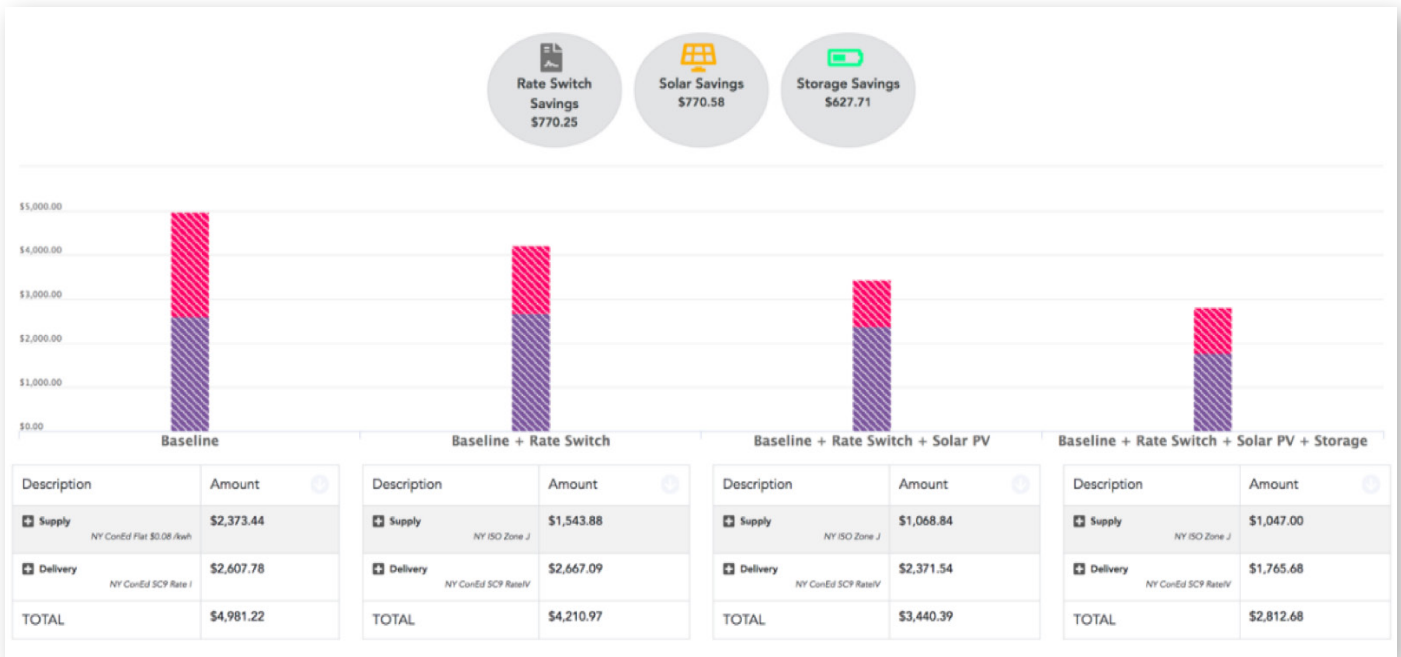 Rate Switch
Savings
$770.25
Solar Savings
$770.58
Storage Savings
$627.71
$5,000.00
$4,000.00
$3,000.00
$2,000.00
$1,000.00
$0.00
Baseline
Baseline + Rate Switch
Baseline + Rate Switch + Solar PV
Baseline + Rate Switch + Solar PV + Storage
Description Amount
Supply $2,373.44
NY ConEd Flat $0.08 /kwh
Delivery $2,607.78
NY ConEd SC9 Rate I
TOTAL $4,981.22
Description Amount
Supply $1,543.88
NY ISO Zone J
Delivery $2,667.09
NY ConEd SC9 RateIV
TOTAL $4,210.97
Description Amount
Supply $1,068.84
NY ISO Zone J
Delivery $2,371.54
NY ConEd SC9 RateIV
TOTAL $3,440.39
Description Amount
Supply $1,047.00
NY ISO Zone J
Delivery $1,765.68
NY ConEd SC9 RateIV
TOTAL $2,812.68